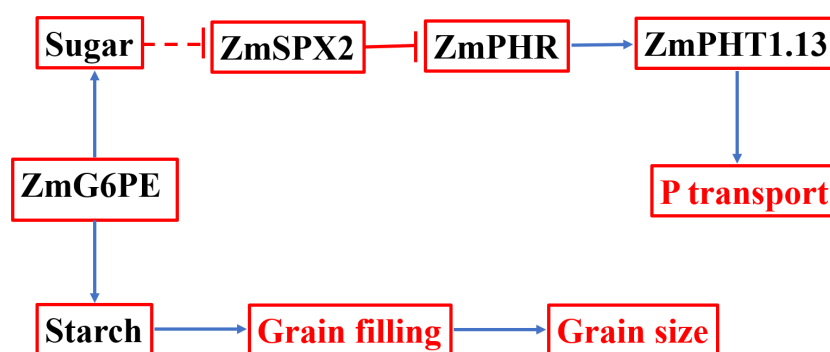 Sugar
ZmSPX2
ZmPHR
ZmPHT1.13
ZmG6PE
P transport
Starch
Grain filling
Grain size